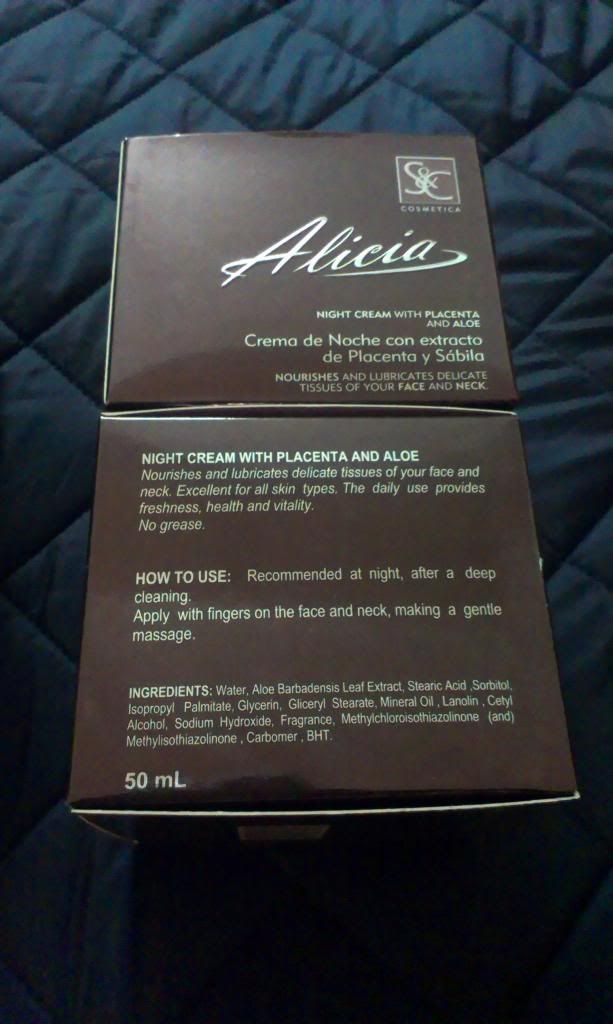 S&C
COSMETICA
Alicia
NIGHT CREAM WITH PLACENTA
AND ALOE
Crema de Noche con extracto
de Placenta y Sábila
NOURISHES AND LUBRICATES DELICATE
TISSUES OF YOUR FACE AND NECK.
NIGHT CREAM WITH PLACENTA AND ALOE
Nourishes and lubricates delicate tissues of your face and
neck. Excellent for all skin types. The daily use provides
freshness, health and vitality.
No grease.
HOW TO USE: Recommended at night, after a deep
cleaning.
Apply with fingers on the face and neck, making a gentle
massage.
INGREDIENTS: Water, Aloe Barbadensis Leaf Extract, Stearic Acid ,Sorbitol,
Isopropyl Palmitate, Glycerin, Gliceryl Stearate, Mineral Oil , Lanolin , Cetyl
Alcohol, Sodium Hydroxide, Fragrance, Methylchloroisothiazolinone (and)
Methylisothiazolinone , Carbomer , BHT.
50 mL